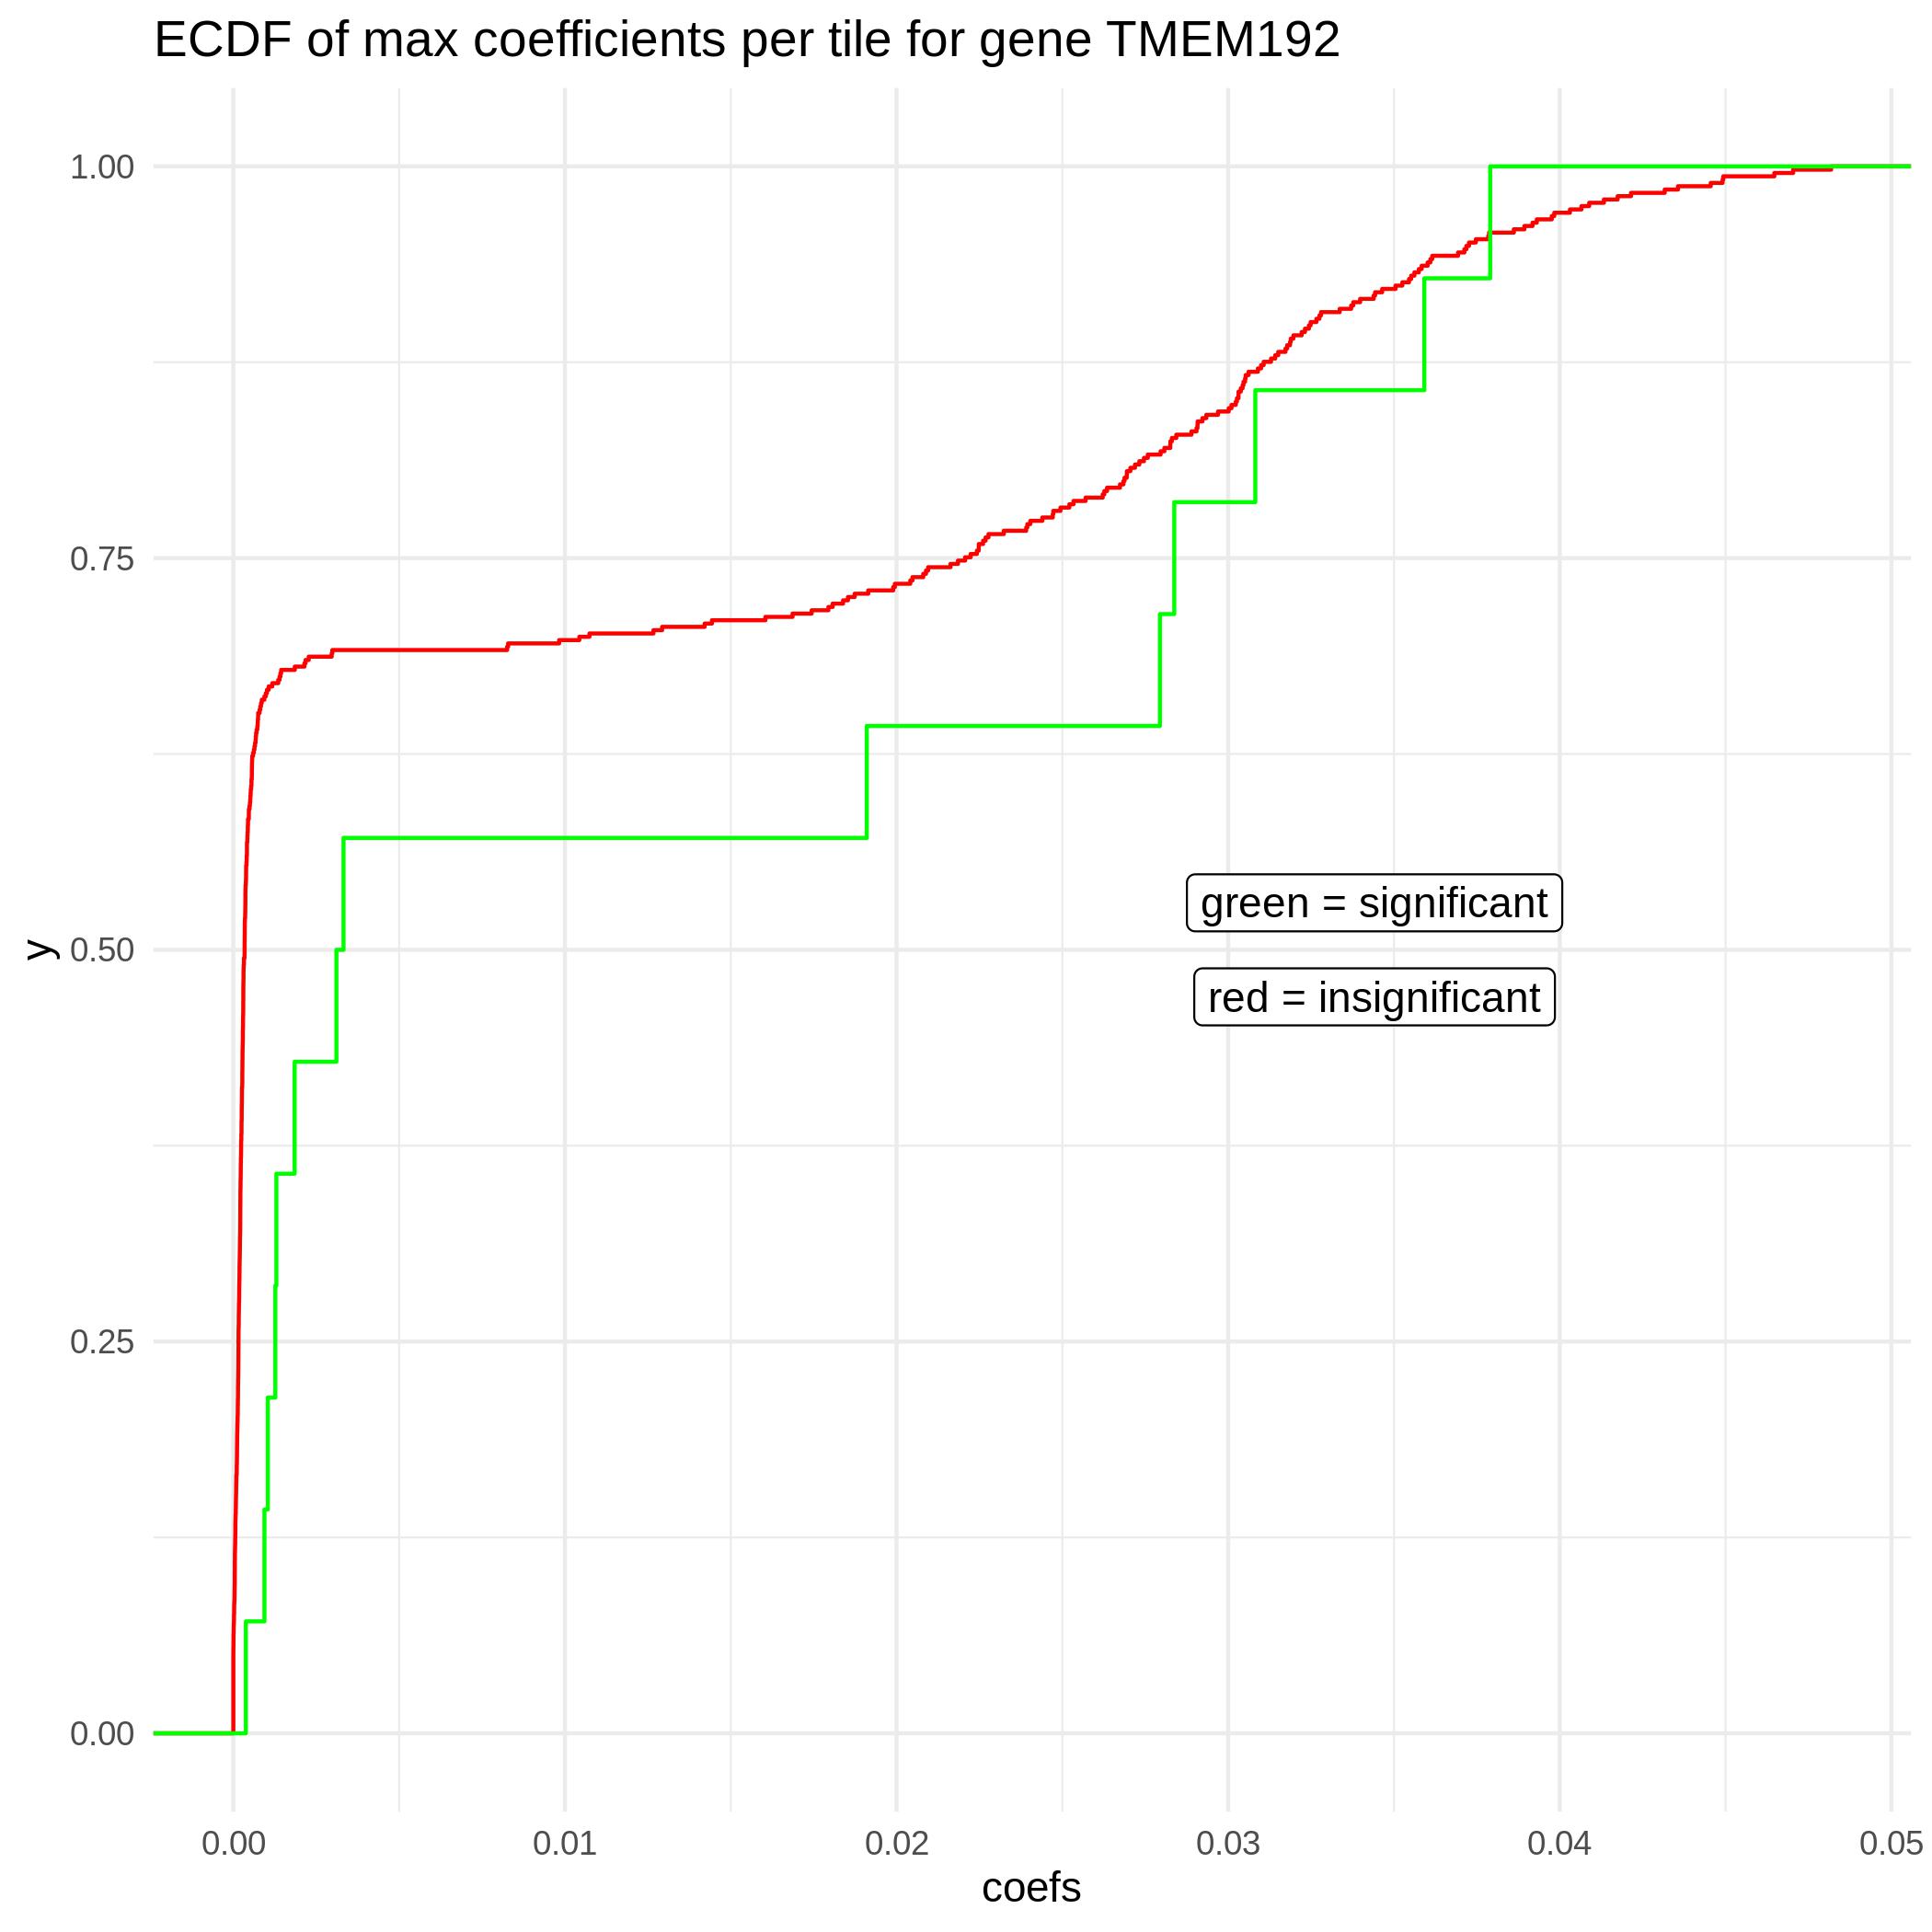 ECDF of max coefficients per tile for gene TMEM192
1.00
0.75
0.50
0.25
0.00
y
green = significant
red = insignificant
0.00 0.01 0.02 0.03 0.04 0.05
coefs